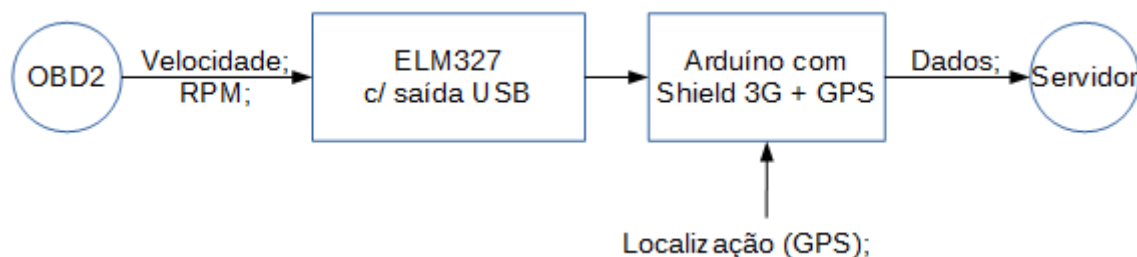 OBD2
Velocidade;
RPM;
ELM327
c/ saída USB
Arduíno com
Shield 3G + GPS
Dados;
Servidor
Localização (GPS);